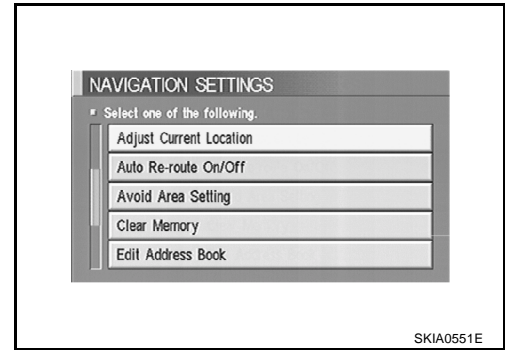 NAVIGATION SETTINGS
Select one of the following.
Adjust Current Location
Auto Re-route On/Off
Avoid Area Setting
Clear Memory
Edit Address Book
SKIA0551E